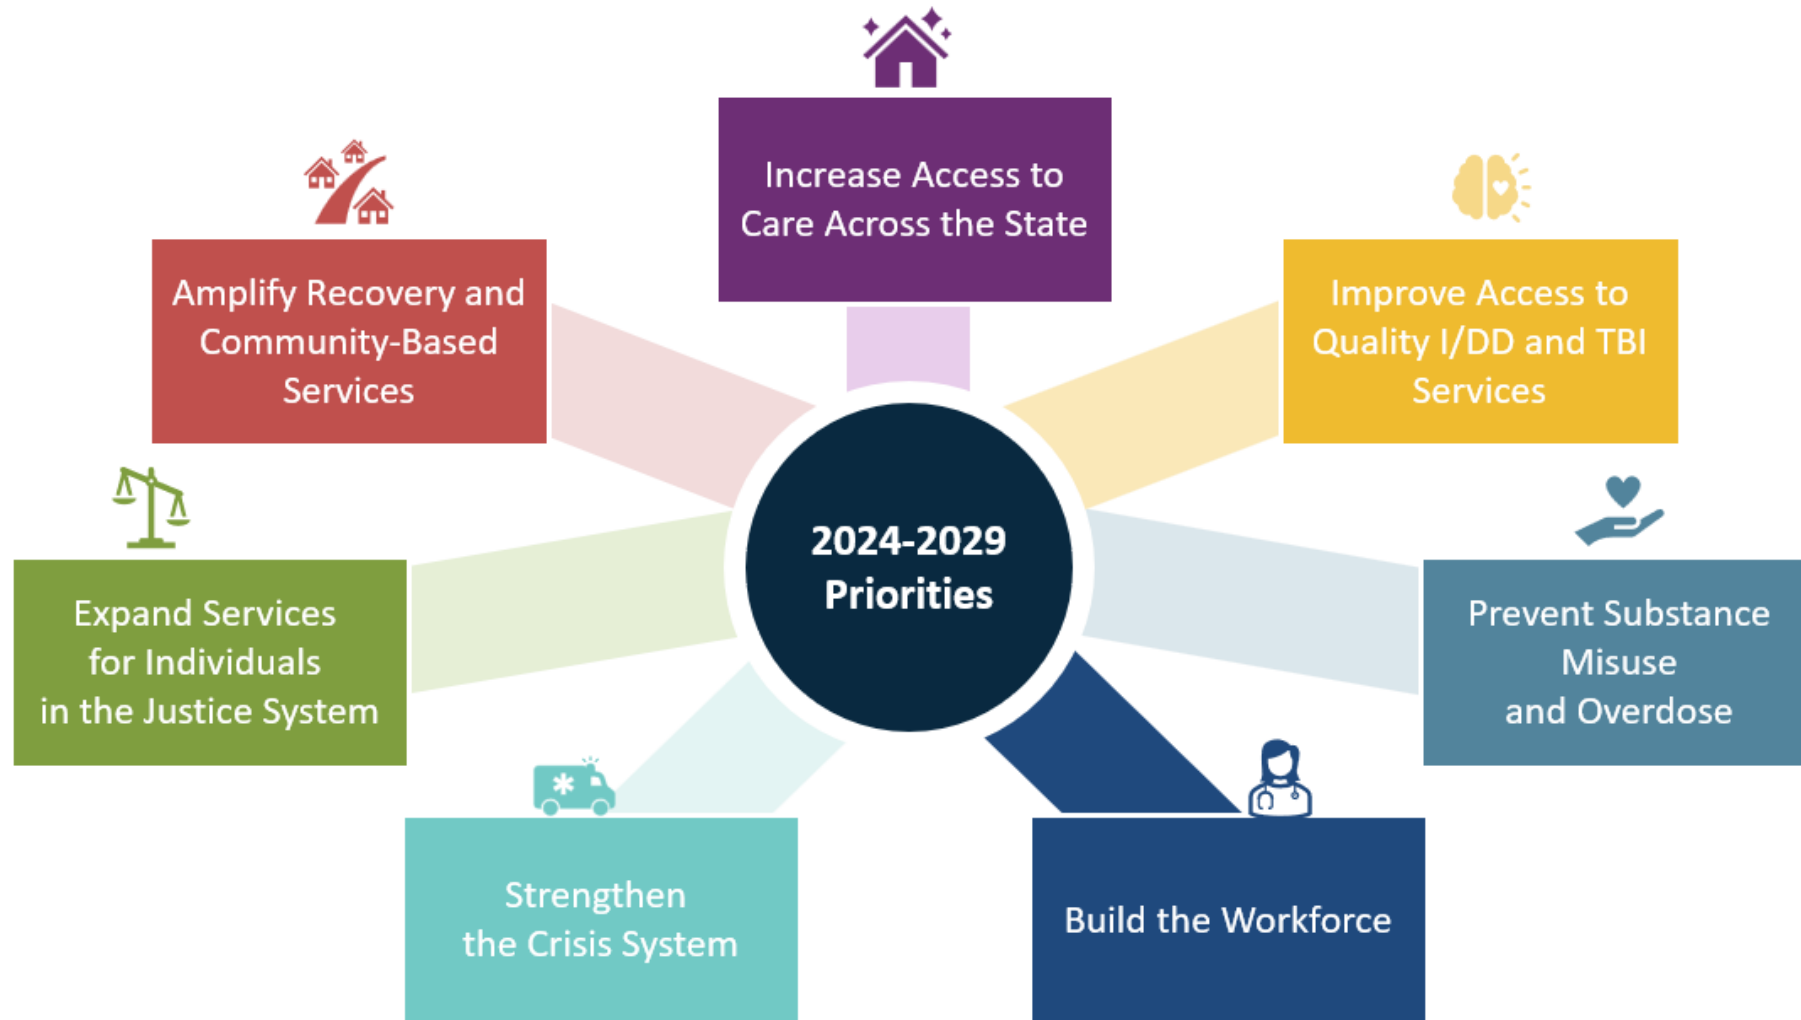 Increase Access to
Care Across the State
Amplify Recovery and
Community-Based
Services
Improve Access to
Quality I/DD and TBI
Services
2024-2029
Priorities
Expand Services
for Individuals
in the Justice System
Prevent Substance
Misuse
and Overdose
Strengthen
the Crisis System
Build the Workforce